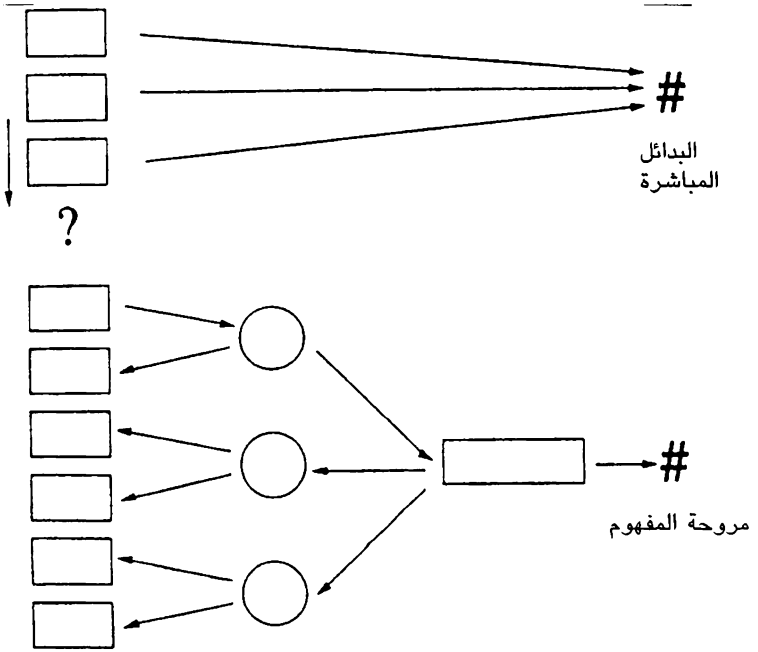 #
البدائل
المباشرة
?
#
مروحة المفهوم